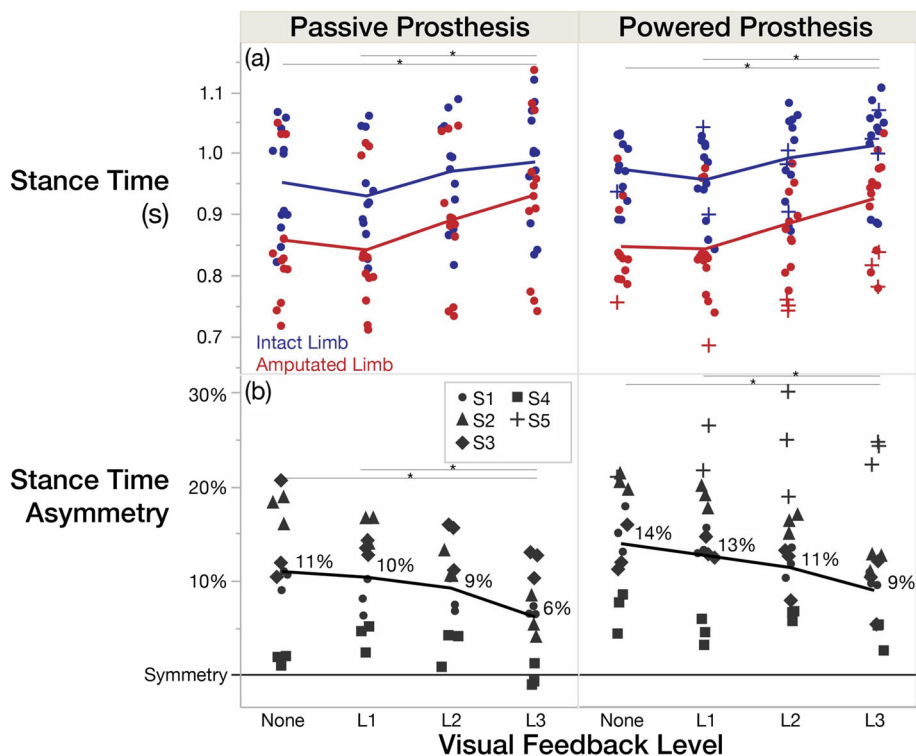 Passive Prosthesis Powered Prosthesis
(a)
* *
* *
1.1
1.0
0.9
0.8
0.7
Stance Time
(s)
Intact Limb
Amputated Limb
(b)
* *
* *
S1 S4
S2 S5
S3
30%
20%
10%
Symmetry
Stance Time
Asymmetry
11% 10% 9% 6%
14% 13% 11% 9%
None L1 L2 L3 None L1 L2 L3
Visual Feedback Level